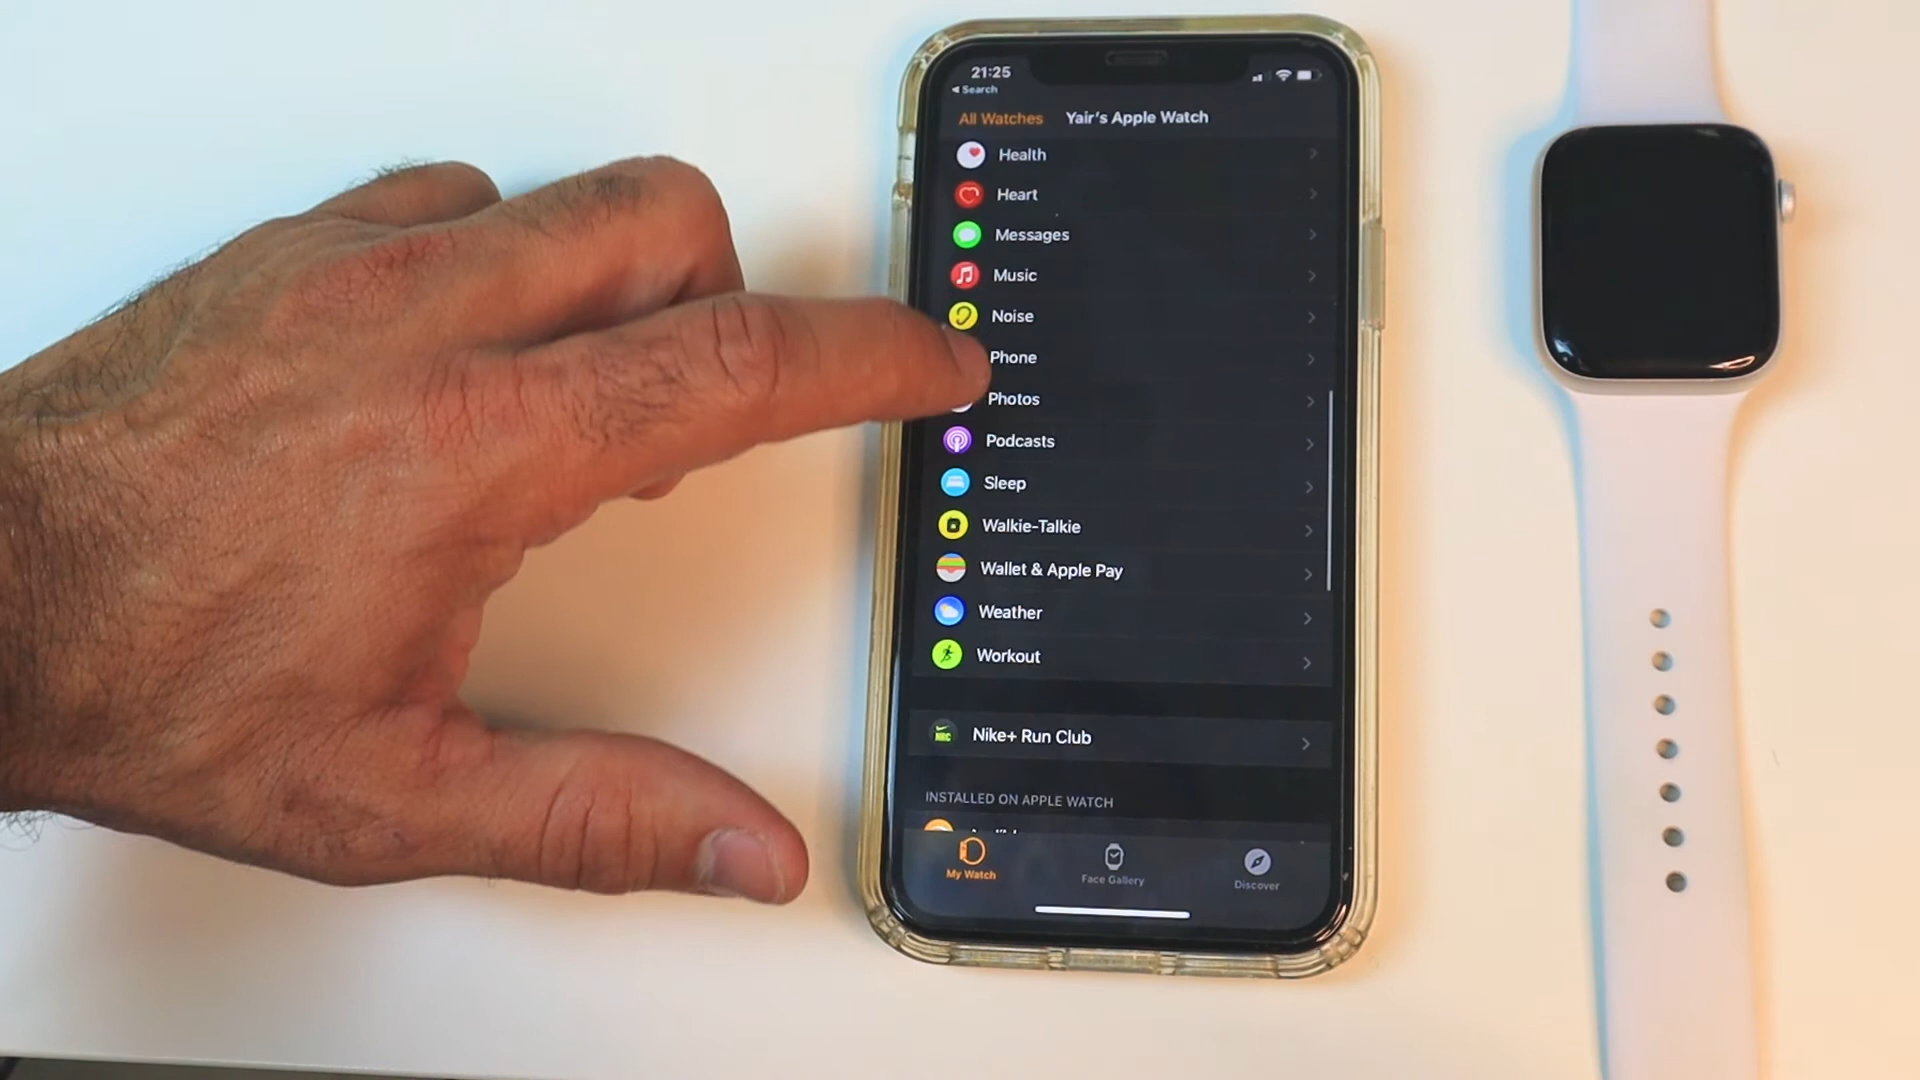 21:25
Search
All Watches Yair's Apple Watch
Health
Heart
Messages
Music
Noise
Phone
Photos
Podcasts
Sleep
Walkie-Talkie
Wallet & Apple Pay
Weather
Workout
NRC Nike+ Run Club
INSTALLED ON APPLE WATCH
My Watch Face Gallery Discover